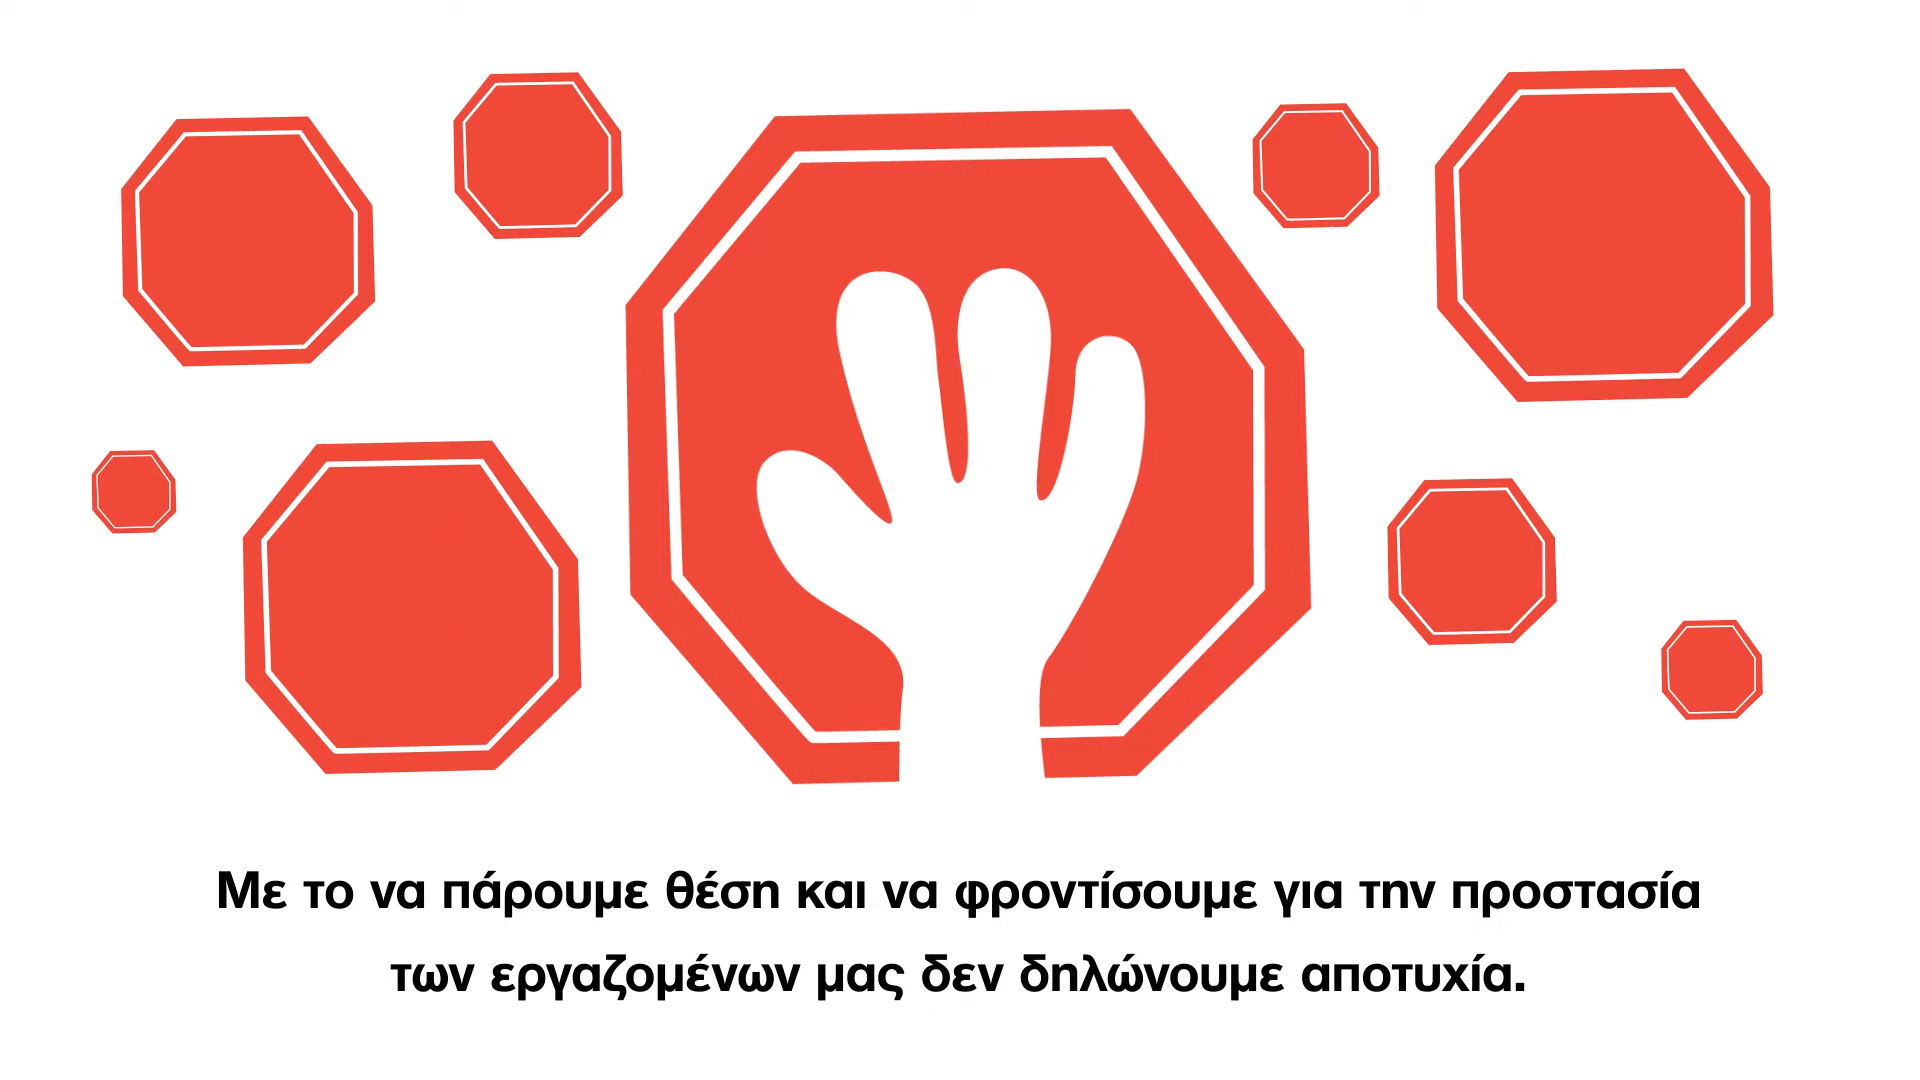 Με το να πάρουμε θέση και να φροντίσουμε για την προστασία
των εργαζομένων μας δεν δηλώνουμε αποτυχία.